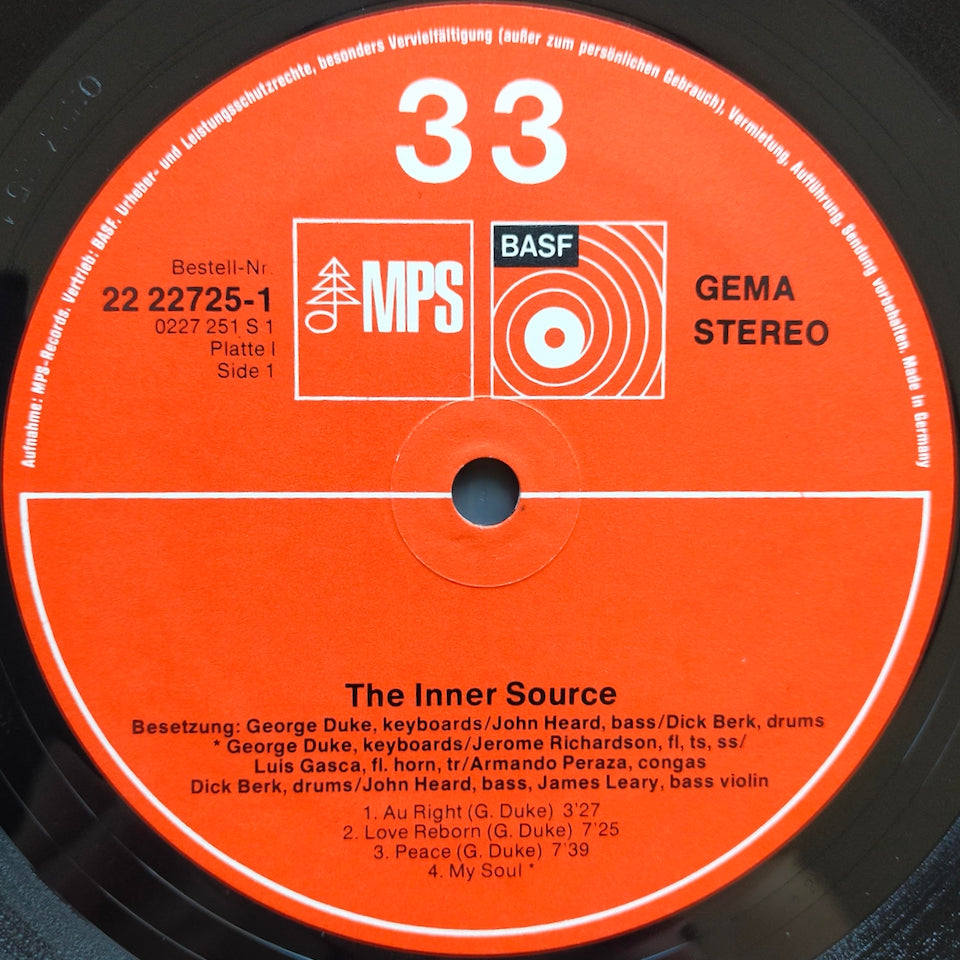 Aufnahme: MPS-Records. Vertrieb: BASF. Urheber- und Leistungsschutzrechte, besonders Vervielfältigung (außer zum persönlichen Gebrauch), Vermietung, Aufführung, Sendung vorbehalten. Made in Germany
33
Bestell-Nr.
22 22725-1
0227 251 S 1
Platte I
Side 1
MPS
BASF
GEMA
STEREO
The Inner Source
Besetzung: George Duke, keyboards/John Heard, bass/Dick Berk, drums
* George Duke, keyboards/Jerome Richardson, fl, ts, ss/
Luis Gasca, fl. horn, tr/Armando Peraza, congas
Dick Berk, drums/John Heard, bass, James Leary, bass violin
1. Au Right (G. Duke) 3'27
2. Love Reborn (G. Duke) 7'25
3. Peace (G. Duke) 7'39
4. My Soul *